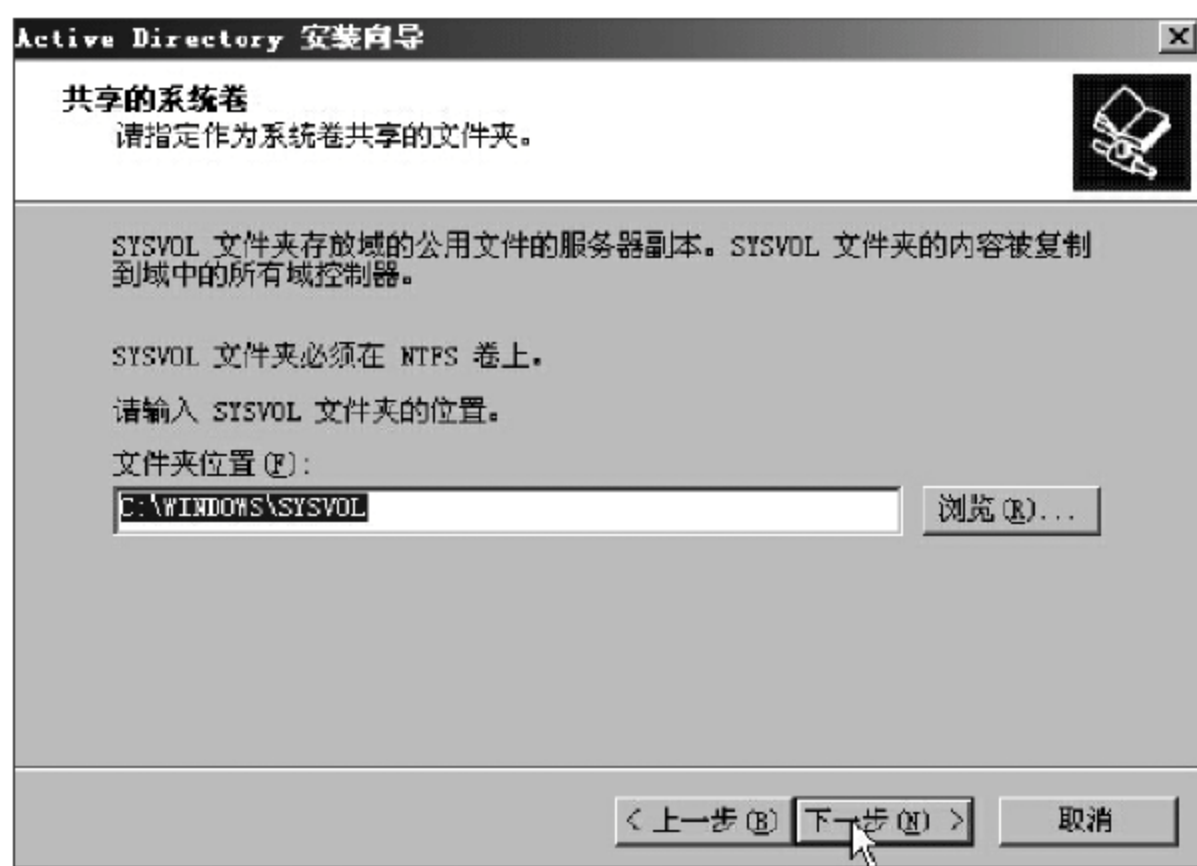 Active Directory 安装向导
共享的系统卷
请指定作为系统卷共享的文件夹。
SYSVOL 文件夹存放域的公用文件的服务器副本。SYSVOL 文件夹的内容被复制
到域中的所有域控制器。
SYSVOL 文件夹必须在 NTFS 卷上。
请输入 SYSVOL 文件夹的位置。
文件夹位置(F):
C:\WINDOWS\SYSVOL
浏览(R)...
< 上一步(B)
下一步(N) >
取消